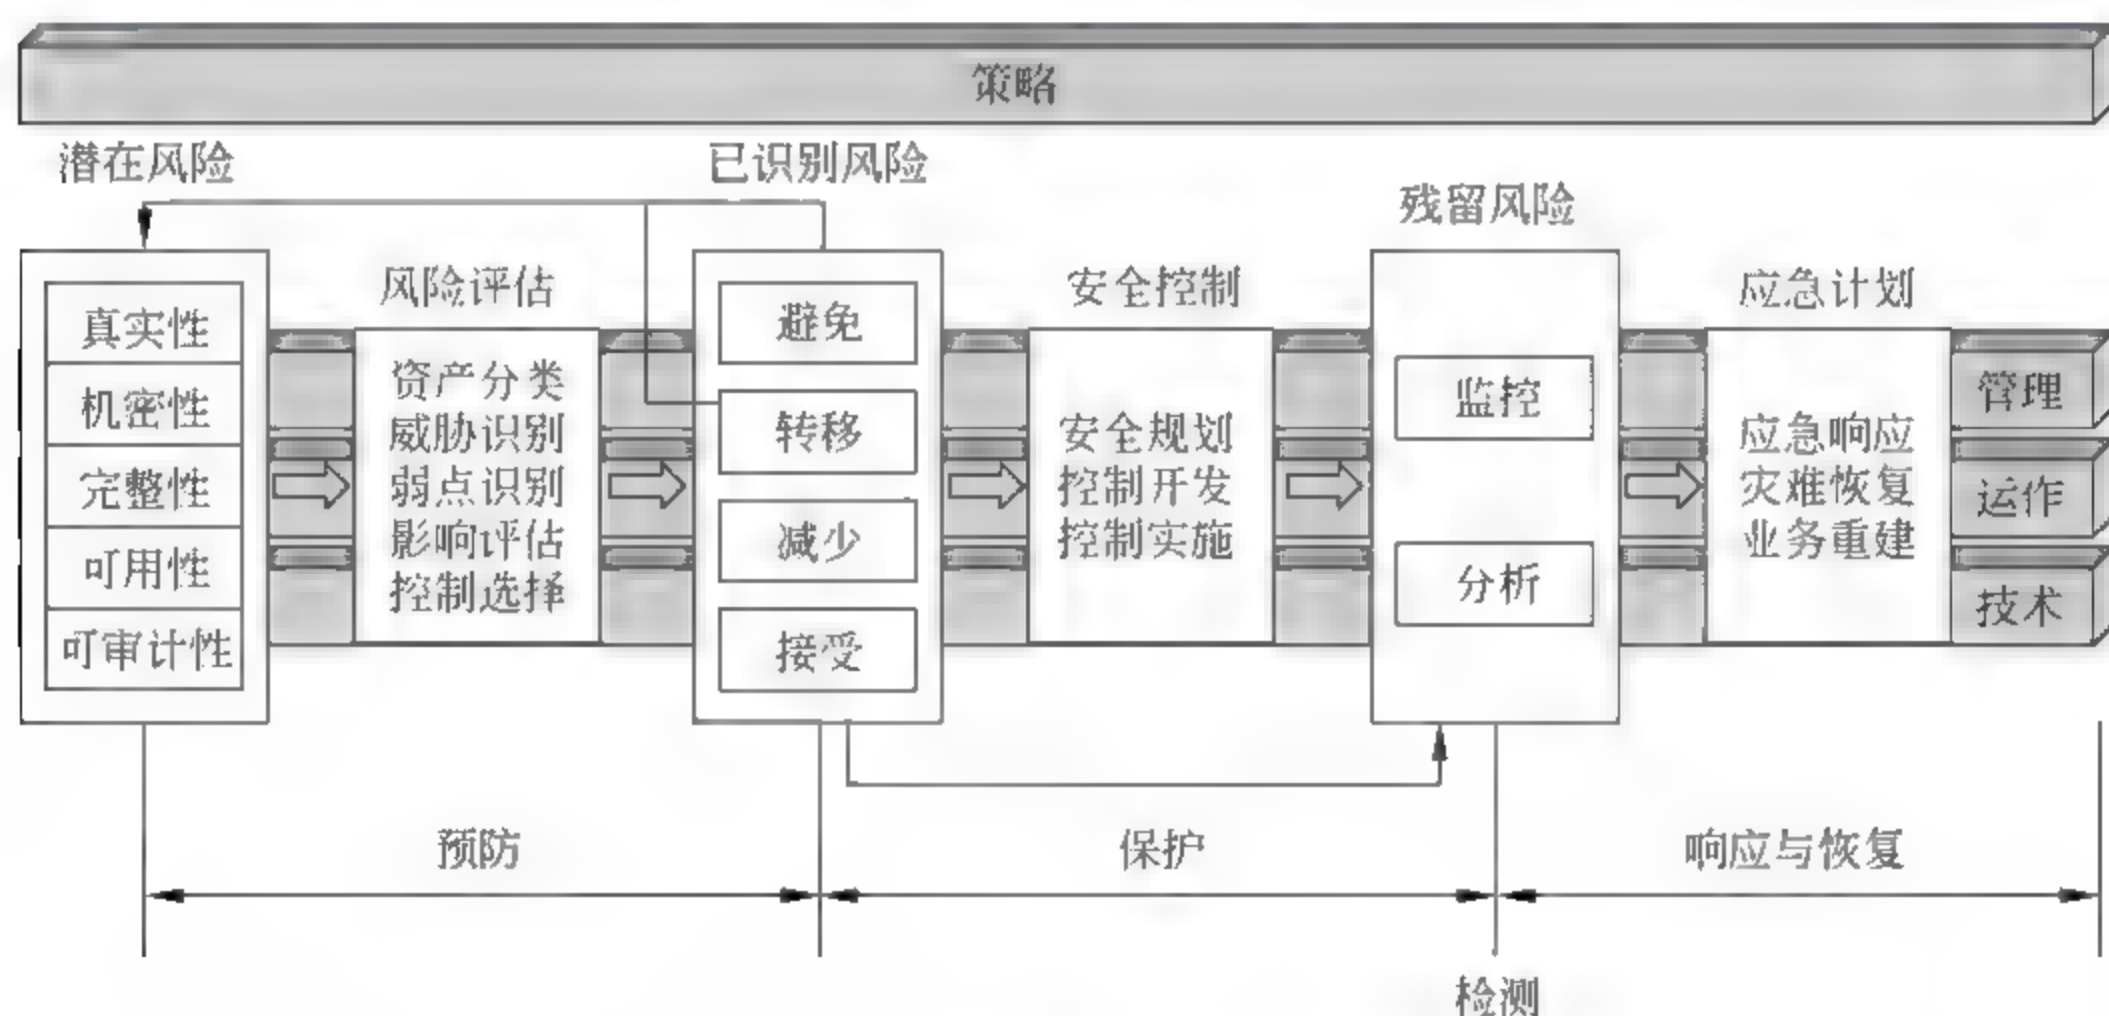 策略
潜在风险
已识别风险
残留风险
风险评估
安全控制
应急计划
真实性
机密性
完整性
可用性
可审计性
资产分类
威胁识别
弱点识别
影响评估
控制选择
避免
转移
减少
接受
安全规划
控制开发
控制实施
监控
分析
应急响应
灾难恢复
业务重建
管理
运作
技术
预防
保护
响应与恢复
检测